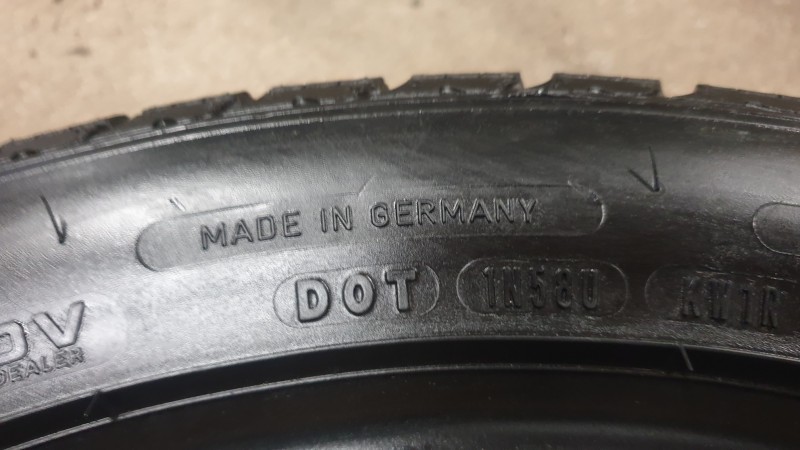 MADE IN GERMANY
DOT 1N58U KW1R
DEALER